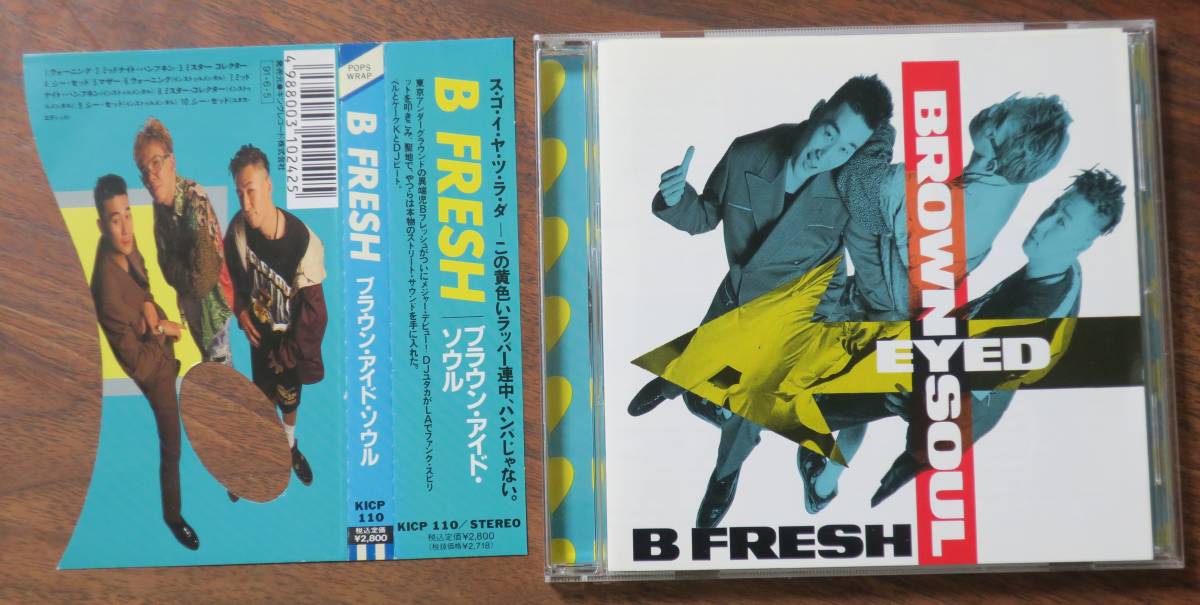 POPS
WRAP
B FRESH
ブラウン・アイド・ソウル
KICP
110
税込定価
¥2,800
4988003102425
'91・6・5
ス・ゴ・イ・ヤ・ツ・ラ・ダ — この黄色いラッパー連中、ハンパじゃない。
B FRESH
ブラウン・アイド・
ソウル
東京アンダーグラウンドの異端児Bフレッシュがついにメジャー・デビュー！DJユタカがLAでファンク・スピリ
ットを叩きこみ、聖地で、やつらは本物のストリート・サウンドを手に入れた。
KICP 110/STEREO
税込定価¥2,800
(税抜価格¥2,718)
BROWN
EYED
SOUL
B FRESH